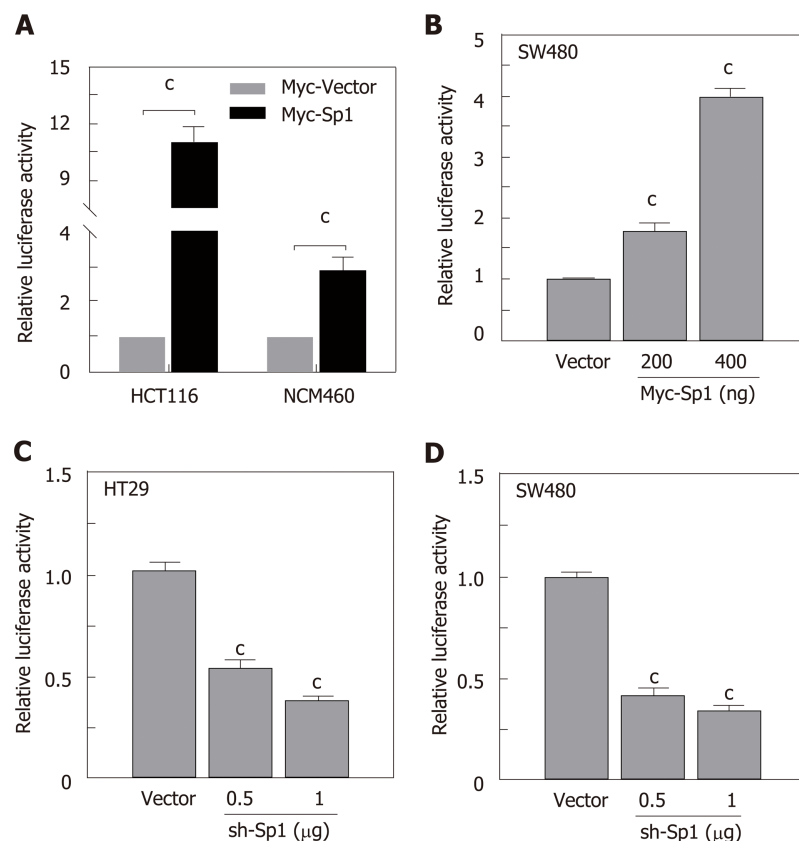 A
Relative luciferase activity
15
12
9
4
2
0
c
c
Myc-Vector
Myc-Sp1
HCT116 NCM460
B
SW480
Relative luciferase activity
5
4
3
2
1
0
c
c
Vector 200 400
Myc-Sp1 (ng)
C
HT29
Relative luciferase activity
1.5
1.0
0.5
0
c
c
Vector 0.5 1
sh-Sp1 (μg)
D
SW480
Relative luciferase activity
1.5
1.0
0.5
0
c
c
Vector 0.5 1
sh-Sp1 (μg)